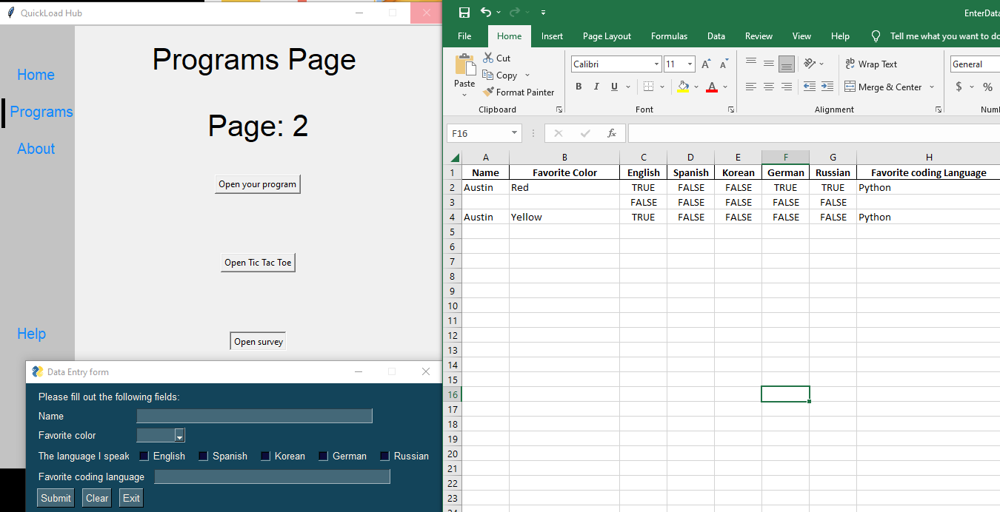 QuickLoad Hub
Home
Programs
About
Help
Programs Page
Page: 2
Open your program
Open Tic Tac Toe
Open survey
Data Entry form
Please fill out the following fields:
Name
Favorite color
The language I speak English Spanish Korean German Russian
Favorite coding language
Submit Clear Exit
EnterData
File Home Insert Page Layout Formulas Data Review View Help Tell me what you want to do
Paste
Cut
Copy
Format Painter
Clipboard
Calibri 11
B I U A
Font
ab Wrap Text
Merge & Center
Alignment
General
$ %
F16 fx
A B C D E F G H
1 Name Favorite Color English Spanish Korean German Russian Favorite coding Language
2 Austin Red TRUE FALSE FALSE TRUE TRUE Python
3 FALSE FALSE FALSE FALSE FALSE
4 Austin Yellow TRUE FALSE FALSE FALSE FALSE Python
5
6
7
8
9
10
11
12
13
14
15
16
17
18
19
20
21
22
23